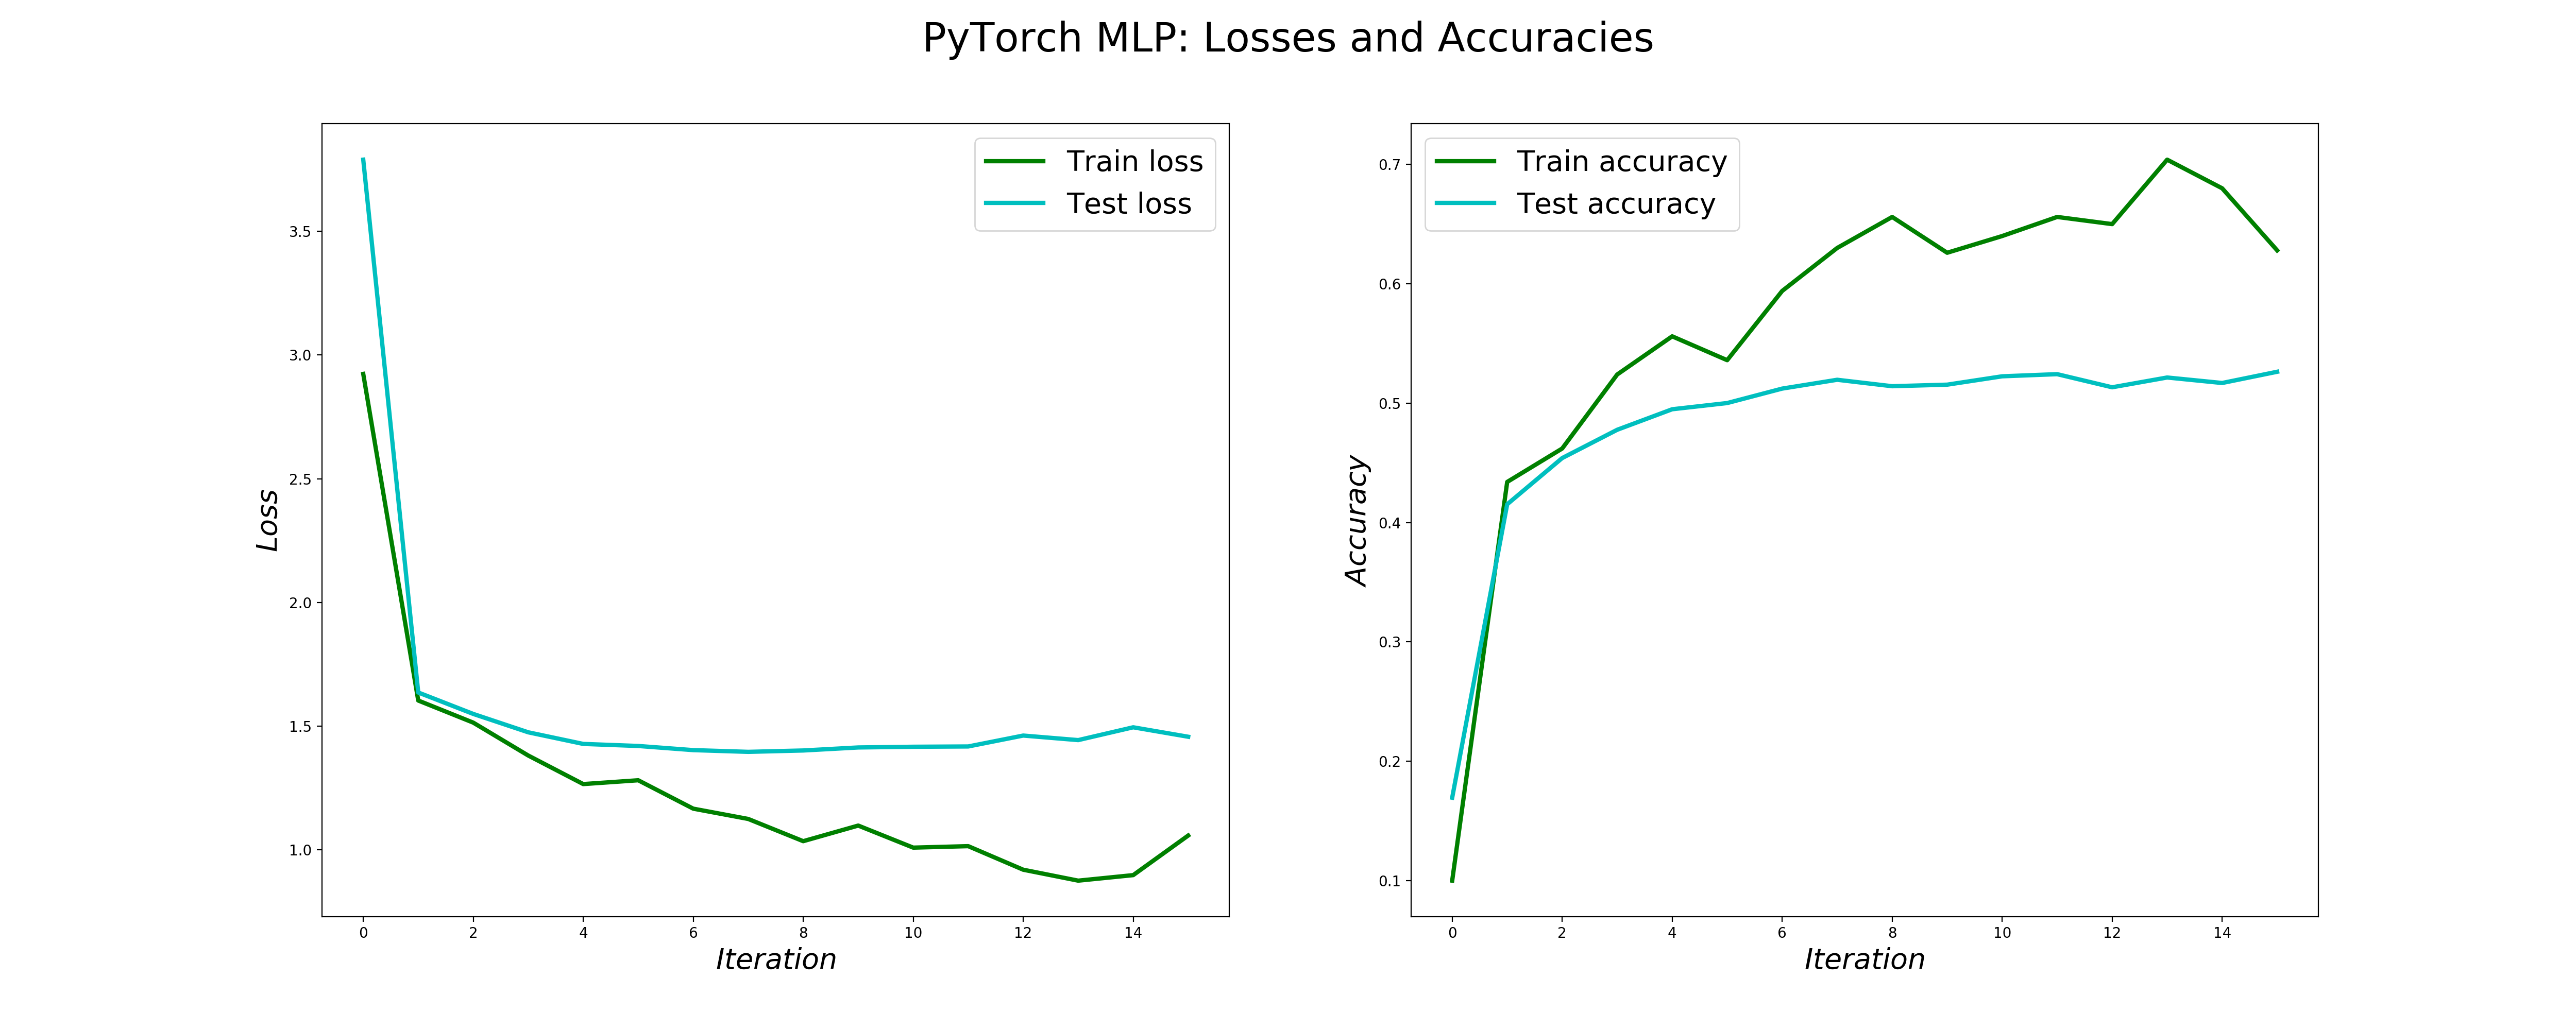 PyTorch MLP: Losses and Accuracies
Train loss
Test loss
3.5
3.0
2.5
2.0
1.5
1.0
Loss
0 2 4 6 8 10 12 14
Iteration
Train accuracy
Test accuracy
0.7
0.6
0.5
0.4
0.3
0.2
0.1
Accuracy
0 2 4 6 8 10 12 14
Iteration